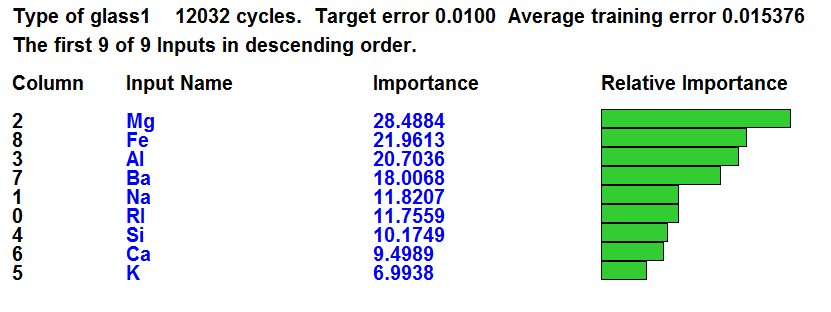 Type of glass1 12032 cycles. Target error 0.0100 Average training error 0.015376
The first 9 of 9 Inputs in descending order.
Column Input Name Importance Relative Importance
2 Mg 28.4884
8 Fe 21.9613
3 Al 20.7036
7 Ba 18.0068
1 Na 11.8207
0 RI 11.7559
4 Si 10.1749
6 Ca 9.4989
5 K 6.9938